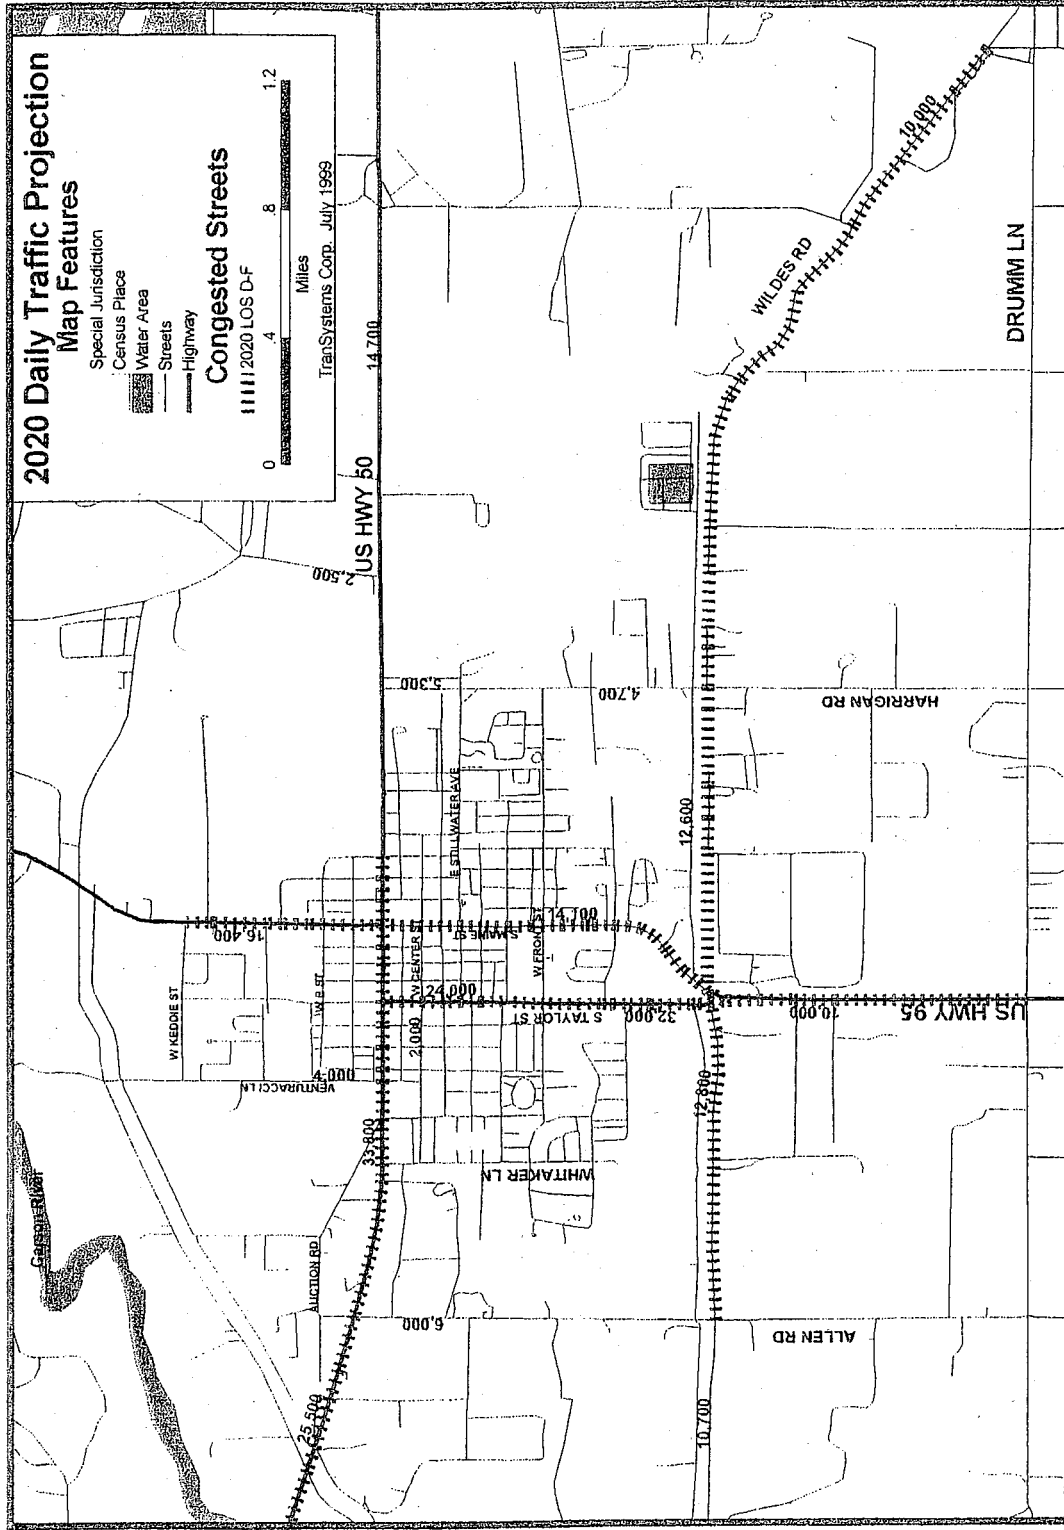 2020 Daily Traffic Projection
Map Features
Special Jurisdiction
Census Place
Water Area
Streets
Highway
Congested Streets
2020 LOS D-F
0 .4 .8 1.2
Miles
TranSystems Corp. July 1999
Carson River
W KEDDIE ST
16,400
2,500
W B ST
VENTURACCI LN
4,000
AUCTION RD
25,500
33,800
US HWY 50
14,700
6,000
WHITAKER LN
2,000
W CENTER ST
24,000
S MAINE ST
E STILLWATER AVE
5,300
W FRONT ST
14,100
S TAYLOR ST
32,000
4,700
10,700
12,800
12,600
WILDES RD
10,000
ALLEN RD
10,000
US HWY 95
HARRIGAN RD
DRUMM LN